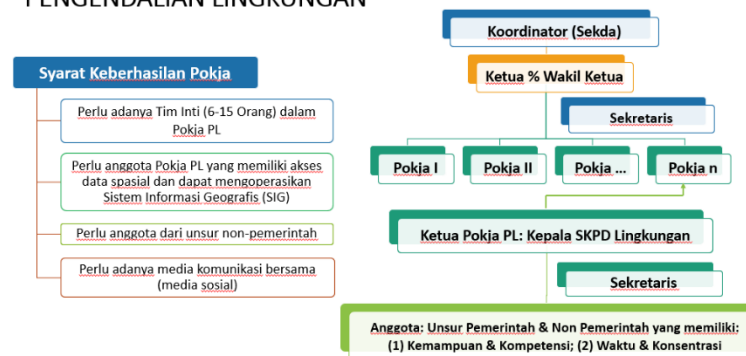 PENGENDALIAN LINGKUNGAN
Syarat Keberhasilan Pokja
Perlu adanya Tim Inti (6-15 Orang) dalam
Pokja PL
Perlu anggota Pokja PL yang memiliki akses
data spasial dan dapat mengoperasikan
Sistem Informasi Geografis (SIG)
Perlu anggota dari unsur non-pemerintah
Perlu adanya media komunikasi bersama
(media sosial)
Koordinator (Sekda)
Ketua % Wakil Ketua
Sekretaris
Pokja I
Pokja II
Pokja ...
Pokja n
Ketua Pokja PL: Kepala SKPD Lingkungan
Sekretaris
Anggota: Unsur Pemerintah & Non Pemerintah yang memiliki:
(1) Kemampuan & Kompetensi; (2) Waktu & Konsentrasi